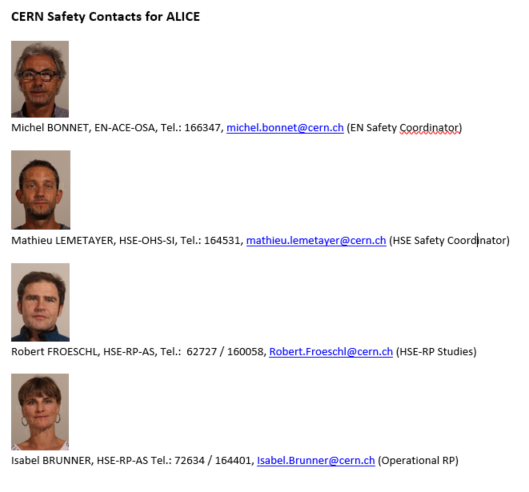 CERN Safety Contacts for ALICE
Michel BONNET, EN-ACE-OSA, Tel.: 166347, michel.bonnet@cern.ch (EN Safety Coordinator)
Mathieu LEMETAYER, HSE-OHS-SI, Tel.: 164531, mathieu.lemetayer@cern.ch (HSE Safety Coordinator)
Robert FROESCHL, HSE-RP-AS, Tel.: 62727 / 160058, Robert.Froeschl@cern.ch (HSE-RP Studies)
Isabel BRUNNER, HSE-RP-AS Tel.: 72634 / 164401, Isabel.Brunner@cern.ch (Operational RP)